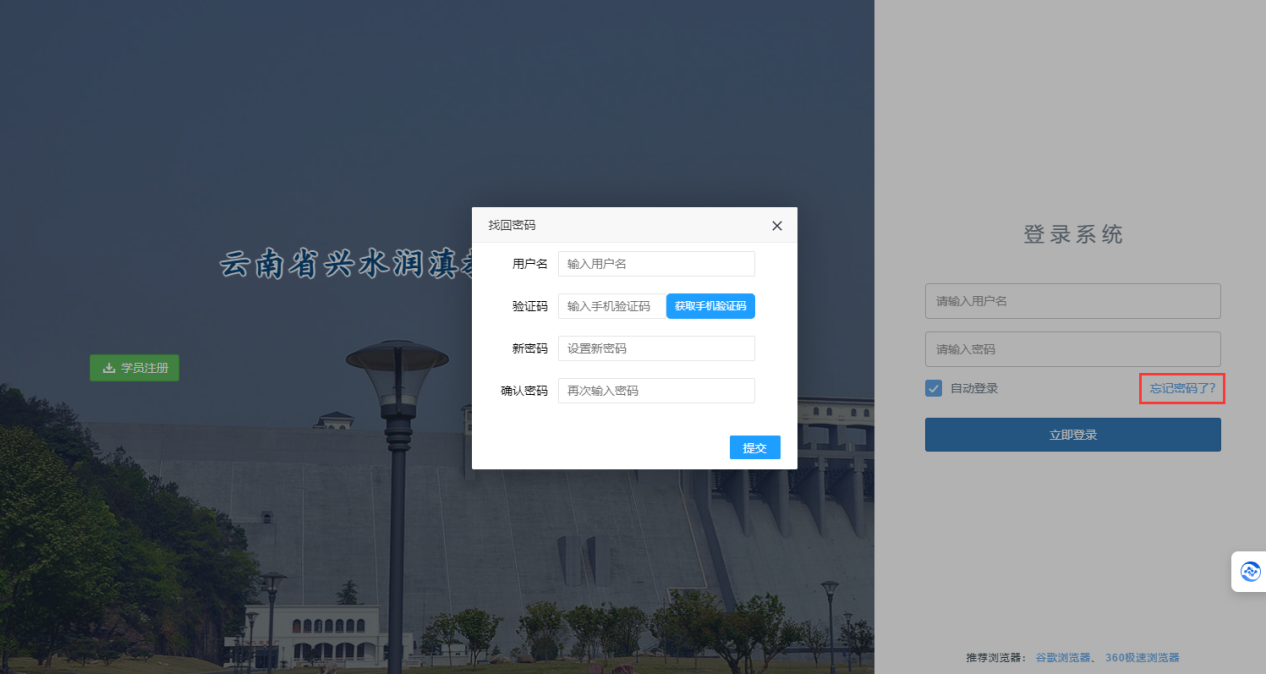 云南省兴水润滇
学员注册
找回密码
用户名 输入用户名
验证码 输入手机验证码 获取手机验证码
新密码 设置新密码
确认密码 再次输入密码
提交
登录系统
请输入用户名
请输入密码
自动登录 忘记密码了?
立即登录
推荐浏览器: 谷歌浏览器、 360极速浏览器